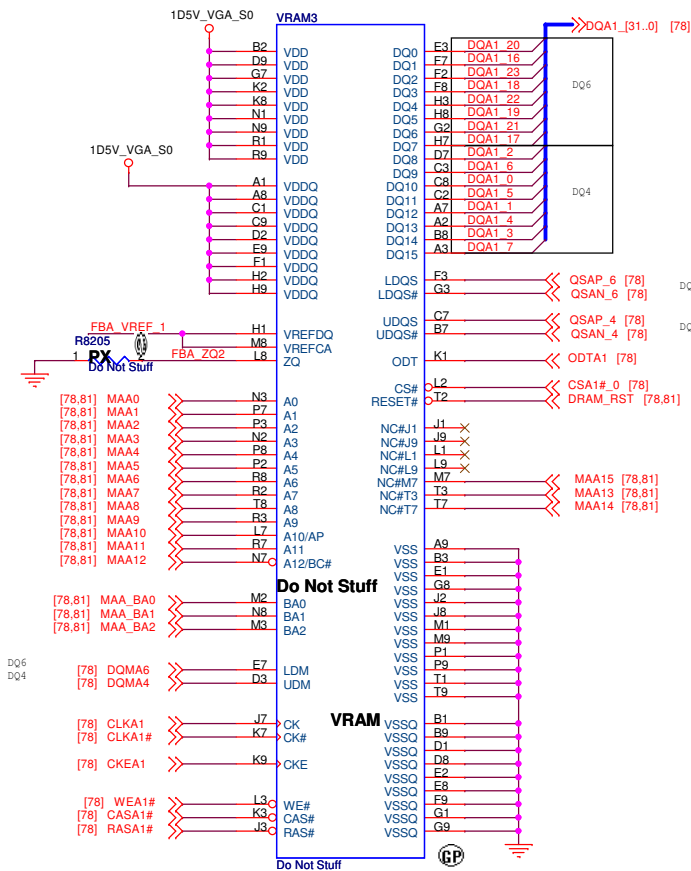 1D5V_VGA_S0 VRAM3 DQA1_[31..0] [78]
B2 VDD DQ0 E3 DQA1_20
D9 VDD DQ1 F7 DQA1_16
G7 VDD DQ2 F2 DQA1_23
K2 VDD DQ3 F8 DQA1_18 DQ6
K8 VDD DQ4 H3 DQA1_22
N1 VDD DQ5 H8 DQA1_19
N9 VDD DQ6 G2 DQA1_21
R1 VDD DQ7 H7 DQA1_17
1D5V_VGA_S0 R9 VDD DQ8 D7 DQA1_2
DQ9 C3 DQA1_6
A1 VDDQ DQ10 C8 DQA1_0 DQ4
A8 VDDQ DQ11 C2 DQA1_5
C1 VDDQ DQ12 A7 DQA1_1
C9 VDDQ DQ13 A2 DQA1_4
D2 VDDQ DQ14 B8 DQA1_3
E9 VDDQ DQ15 A3 DQA1_7
F1 VDDQ
H2 VDDQ LDQS F3 QSAP_6 [78]
H9 VDDQ LDQS# G3 QSAN_6 [78]
UDQS C7 QSAP_4 [78]
FBA_VREF_1 H1 VREFDQ UDQS# B7 QSAN_4 [78]
R8205 M8 VREFCA
1 RX FBA_ZQ2 L8 ZQ ODT K1 ODTA1 [78]
Do Not Stuff
CS# L2 CSA1#_0 [78]
[78,81] MAA0 N3 A0 RESET# T2 DRAM_RST [78,81]
[78,81] MAA1 P7 A1
[78,81] MAA2 P3 A2 NC#J1 J1
[78,81] MAA3 N2 A3 NC#J9 J9
[78,81] MAA4 P8 A4 NC#L1 L1
[78,81] MAA5 P2 A5 NC#L9 L9
[78,81] MAA6 R8 A6 NC#M7 M7 MAA15 [78,81]
[78,81] MAA7 R2 A7 NC#T3 T3 MAA13 [78,81]
[78,81] MAA8 T8 A8 NC#T7 T7 MAA14 [78,81]
[78,81] MAA9 R3 A9
[78,81] MAA10 L7 A10/AP
[78,81] MAA11 R7 A11 VSS A9
[78,81] MAA12 N7 A12/BC# VSS B3
VSS E1
Do Not Stuff VSS G8
[78,81] MAA_BA0 M2 BA0 VSS J2
[78,81] MAA_BA1 N8 BA1 VSS J8
[78,81] MAA_BA2 M3 BA2 VSS M1
VSS M9
VSS P1
DQ6 [78] DQMA6 E7 LDM VSS P9
DQ4 [78] DQMA4 D3 UDM VSS T1
VSS T9
[78] CLKA1 J7 CK VRAM VSSQ B1
[78] CLKA1# K7 CK# VSSQ B9
VSSQ D1
[78] CKEA1 K9 CKE VSSQ D8
VSSQ E2
VSSQ E8
[78] WEA1# L3 WE# VSSQ F9
[78] CASA1# K3 CAS# VSSQ G1
[78] RASA1# J3 RAS# VSSQ G9
GP
Do Not Stuff